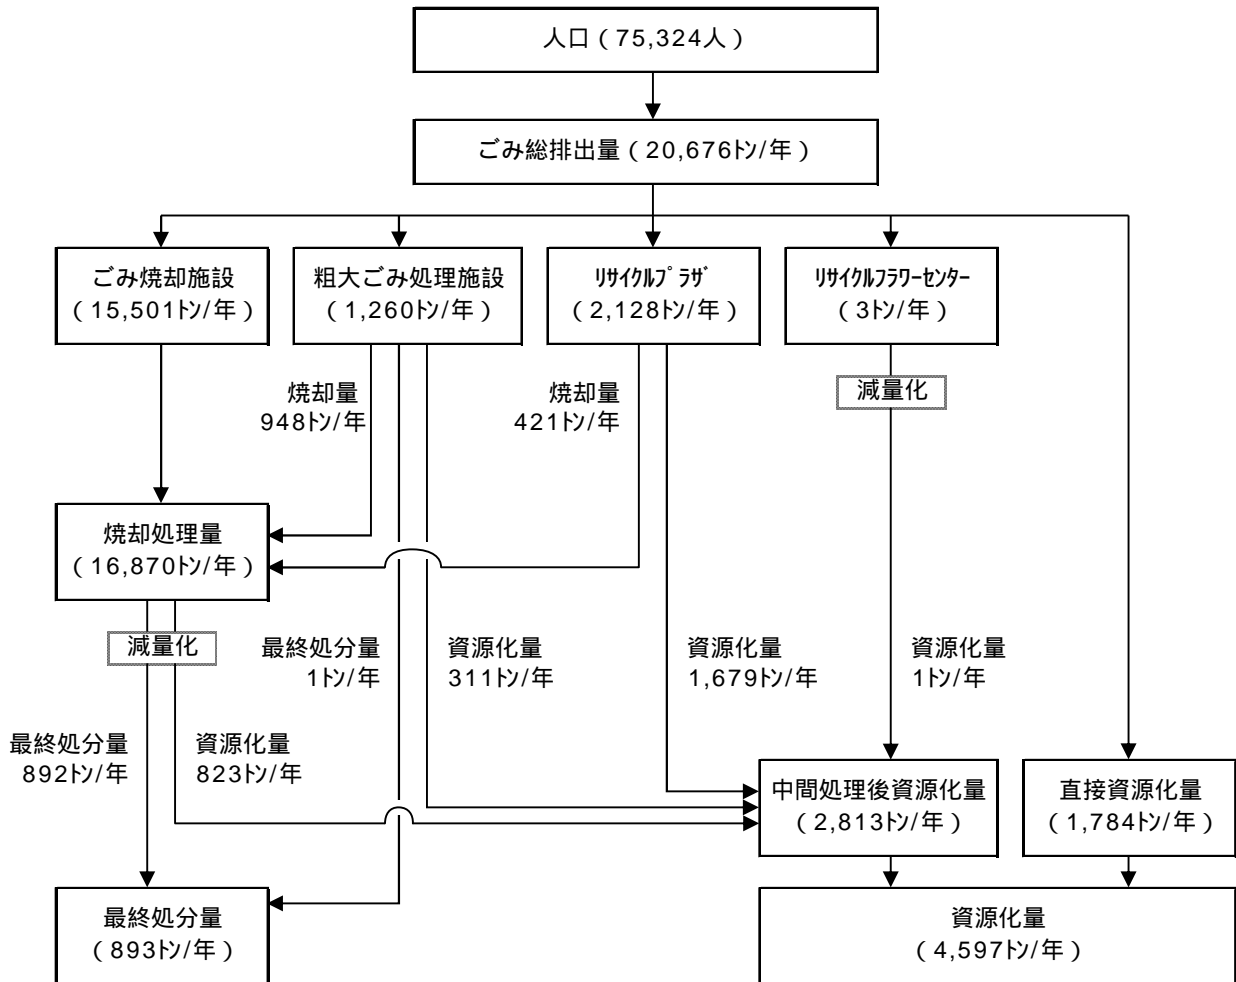 人口（75,324人）
ごみ総排出量（20,676ﾄﾝ/年）
ごみ焼却施設
（15,501ﾄﾝ/年）
粗大ごみ処理施設
（1,260ﾄﾝ/年）
ﾘｻｲｸﾙﾌﾟﾗｻﾞ
（2,128ﾄﾝ/年）
ﾘｻｲｸﾙﾌﾗﾜｰｾﾝﾀｰ
（3ﾄﾝ/年）
焼却量
948ﾄﾝ/年
焼却量
421ﾄﾝ/年
減量化
焼却処理量
（16,870ﾄﾝ/年）
減量化
最終処分量
1ﾄﾝ/年
資源化量
311ﾄﾝ/年
資源化量
1,679ﾄﾝ/年
資源化量
1ﾄﾝ/年
最終処分量
892ﾄﾝ/年
資源化量
823ﾄﾝ/年
中間処理後資源化量
（2,813ﾄﾝ/年）
直接資源化量
（1,784ﾄﾝ/年）
最終処分量
（893ﾄﾝ/年）
資源化量
（4,597ﾄﾝ/年）